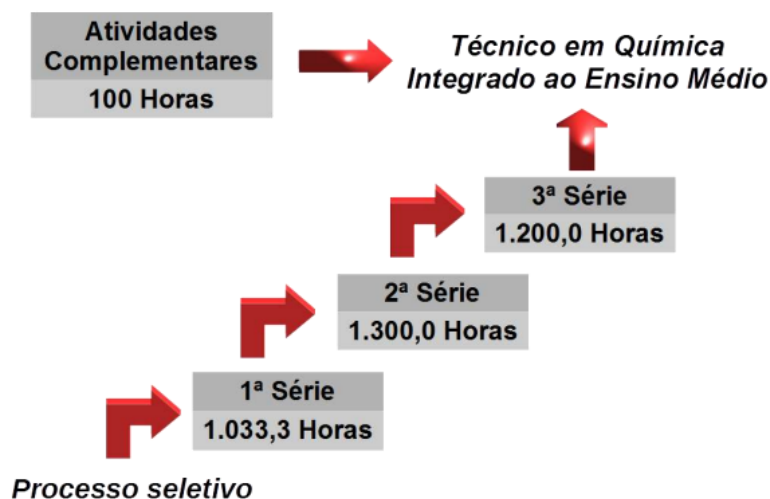 Atividades
Complementares
100 Horas
Técnico em Química
Integrado ao Ensino Médio
3ª Série
1.200,0 Horas
2ª Série
1.300,0 Horas
1ª Série
1.033,3 Horas
Processo seletivo